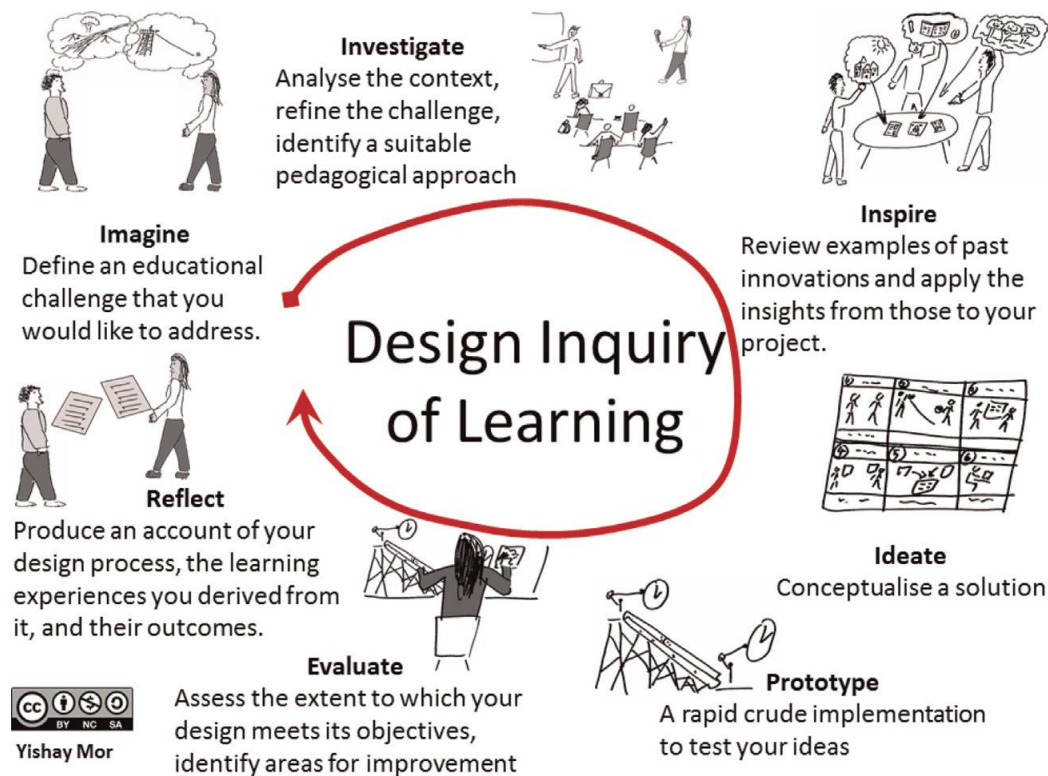 Investigate
Analyse the context,
refine the challenge,
identify a suitable
pedagogical approach
Inspire
Review examples of past
innovations and apply the
insights from those to your
project.
Imagine
Define an educational
challenge that you
would like to address.
Design Inquiry
of Learning
Ideate
Conceptualise a solution
Reflect
Produce an account of your
design process, the learning
experiences you derived from
it, and their outcomes.
Prototype
A rapid crude implementation
to test your ideas
Evaluate
Assess the extent to which your
design meets its objectives,
identify areas for improvement
cc
BY NC SA
Yishay Mor